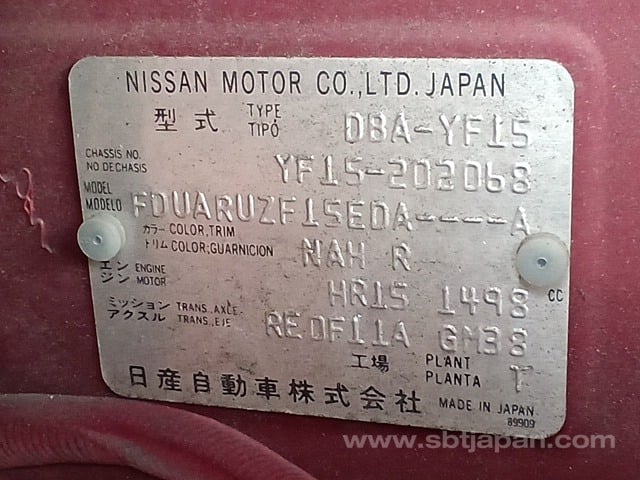 NISSAN MOTOR CO.,LTD. JAPAN
型式 TYPE TIPO DBA-YF15
CHASSIS NO. NO DECHASIS YF15-202068
MODEL MODELO FDUARUZF15EDA----A
カラー COLOR,TRIM
トリム COLOR;GUARNICION NAH R
エン ENGINE
ジン MOTOR HR15 1498 CC
ミッション TRANS.,AXLE
アクスル TRANS.,EJE RE0F11A GM38
工場 PLANT PLANTA T
日産自動車株式会社 MADE IN JAPAN
89909
www.sbtjapan.com